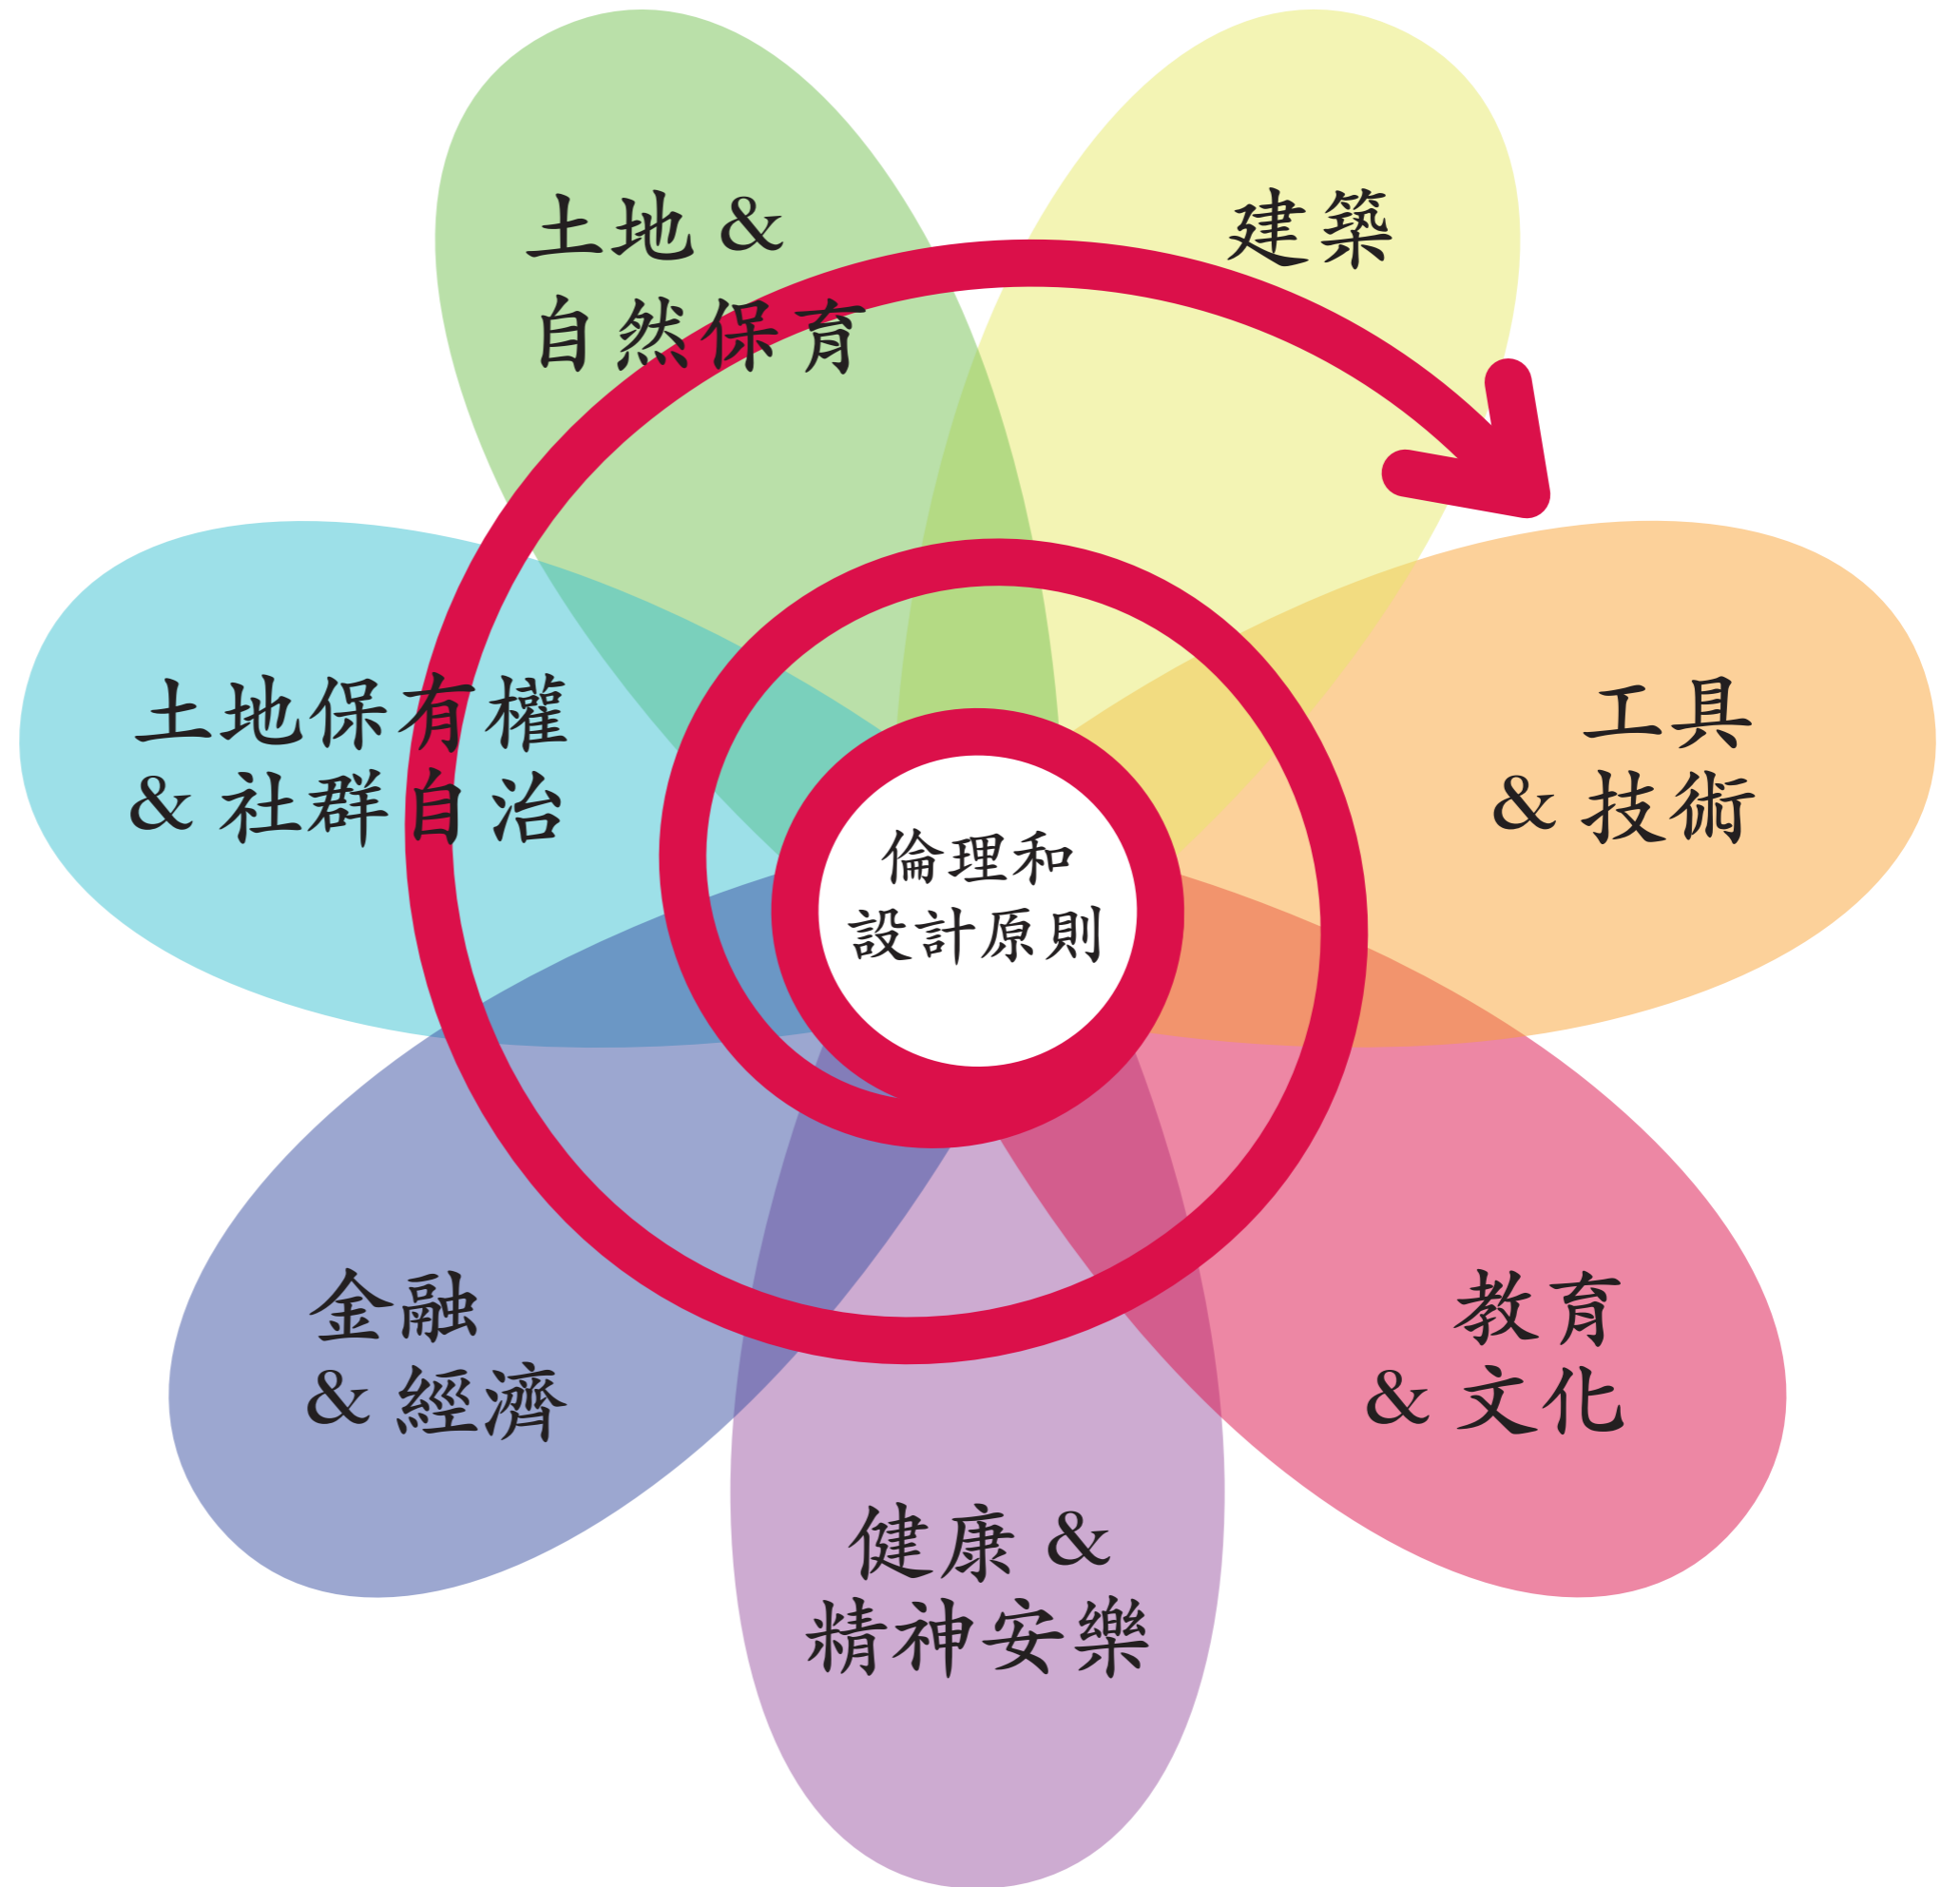 土地 &
自然保育
建築
工具
& 技術
教育
& 文化
健康 &
精神安樂
金融
& 經濟
土地保有權
& 社群自治
倫理和
設計原則